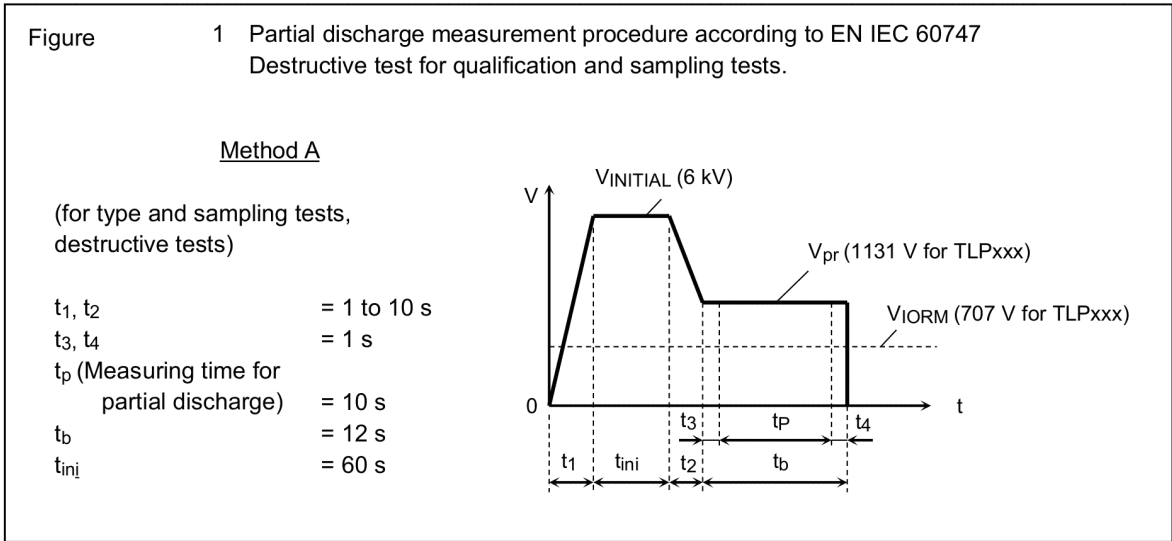 Figure 1 Partial discharge measurement procedure according to EN IEC 60747
Destructive test for qualification and sampling tests.
Method A
(for type and sampling tests,
destructive tests)
t1, t2 = 1 to 10 s
t3, t4 = 1 s
tp (Measuring time for
partial discharge) = 10 s
tb = 12 s
tini = 60 s
V
VINITIAL (6 kV)
Vpr (1131 V for TLPxxx)
VIORM (707 V for TLPxxx)
0
t
t3 tP t4
t1 tini t2 tb